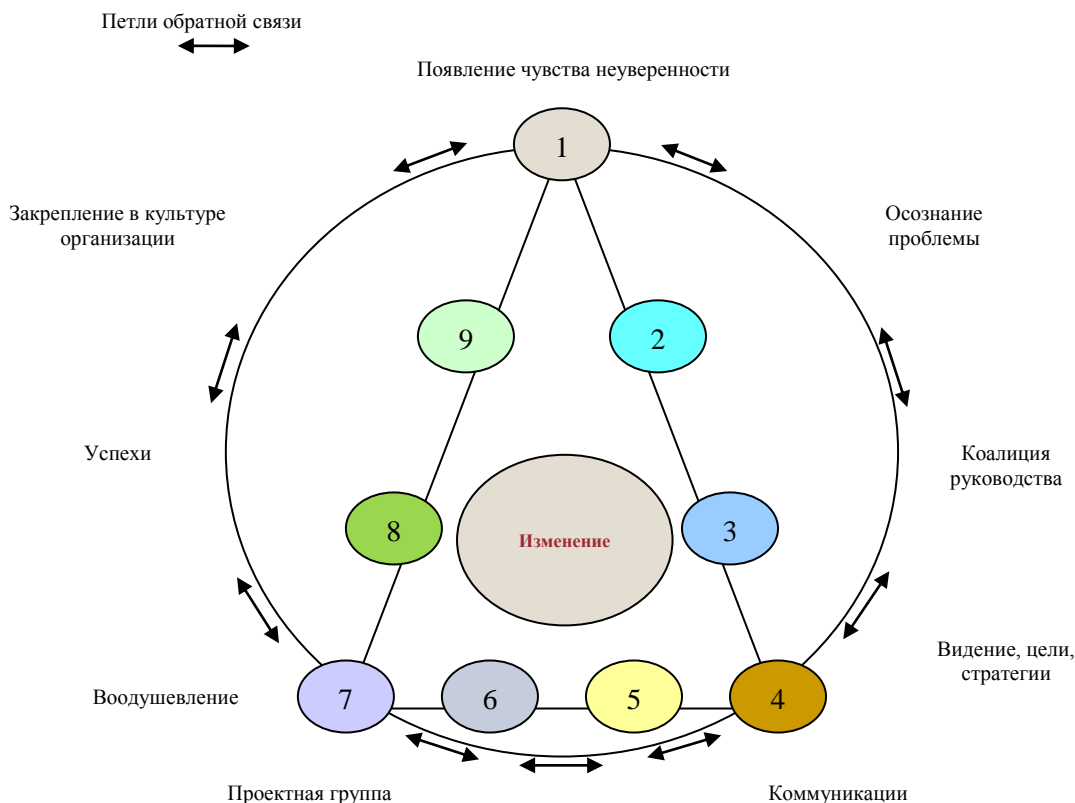 Петли обратной связи
Появление чувства неуверенности
1
Закрепление в культуре
организации
Осознание
проблемы
9
2
Успехи
Коалиция
руководства
8
Изменение
3
Видение, цели,
стратегии
Воодушевление
7
6
5
4
Проектная группа
Коммуникации